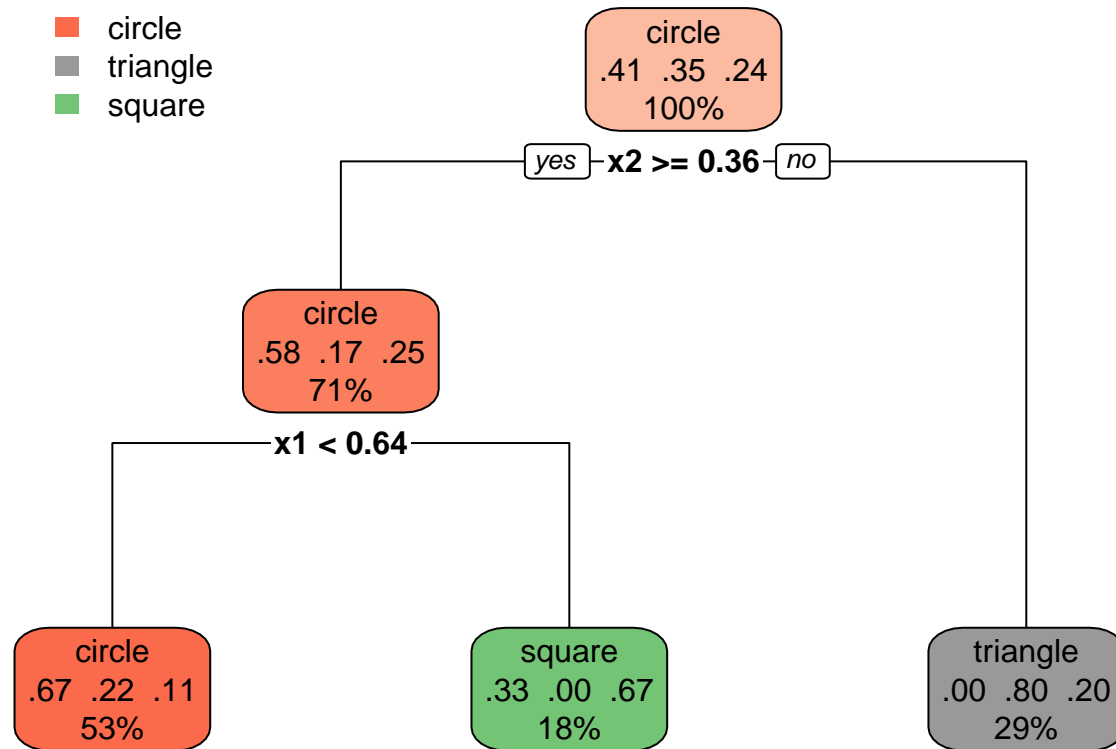 circle
triangle
square
circle
.41 .35 .24
100%
yes x2 >= 0.36 no
circle
.58 .17 .25
71%
x1 < 0.64
circle
.67 .22 .11
53%
square
.33 .00 .67
18%
triangle
.00 .80 .20
29%